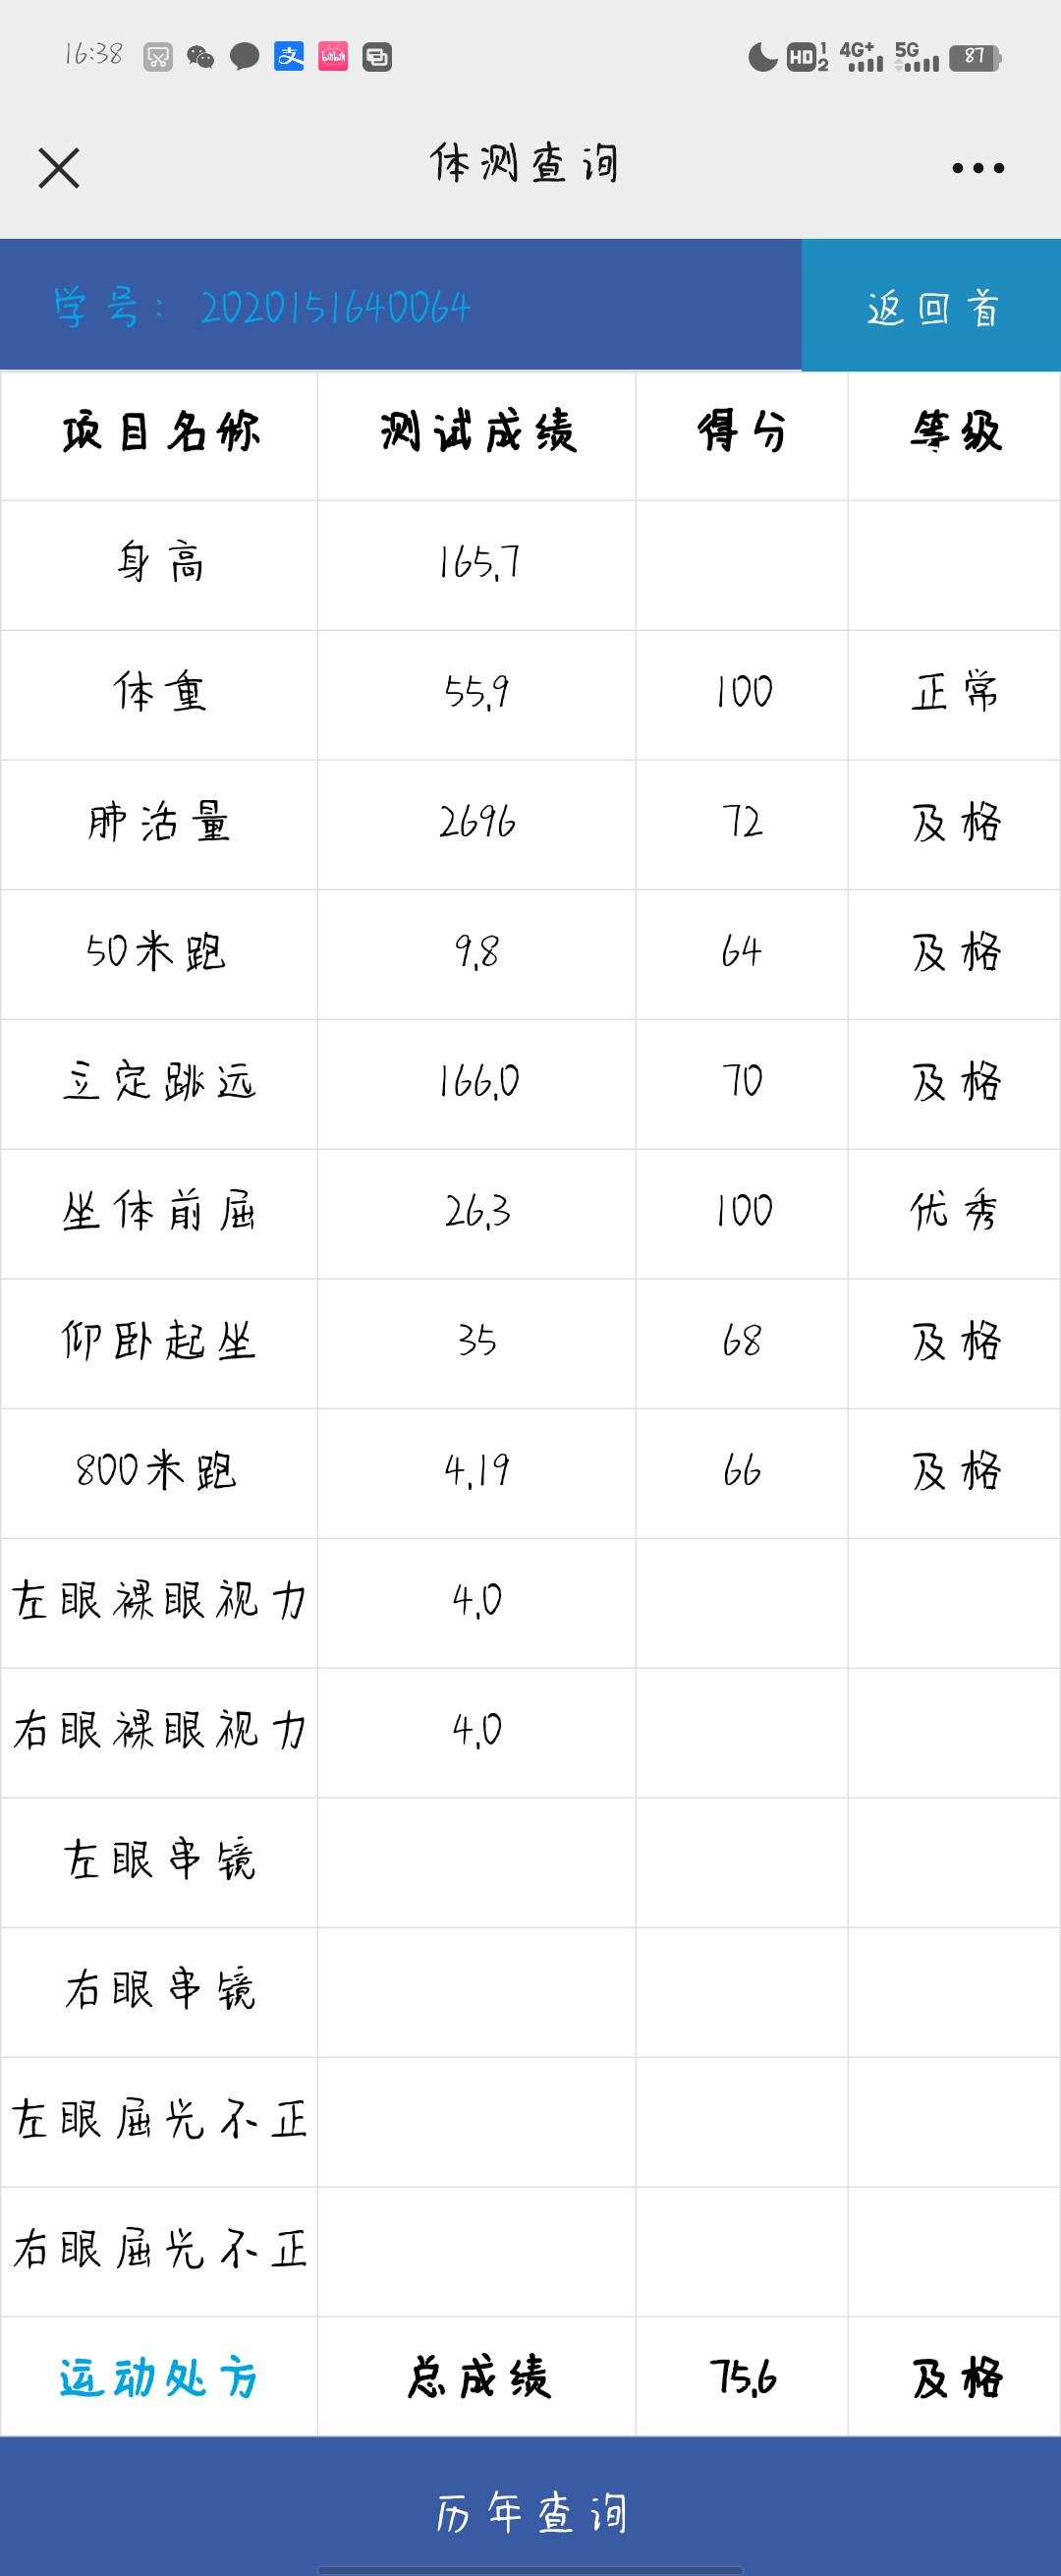 16:38 bilibili HD 1 2 4G+ 5G 87
体测查询
学号：2020151640064 返回首
项目名称 测试成绩 得分 等级
身高 165.7
体重 55.9 100 正常
肺活量 2696 72 及格
50米跑 9.8 64 及格
立定跳远 166.0 70 及格
坐体前屈 26.3 100 优秀
仰卧起坐 35 68 及格
800米跑 4.19 66 及格
左眼裸眼视力 4.0
右眼裸眼视力 4.0
左眼串镜
右眼串镜
左眼屈光不正
右眼屈光不正
运动处方 总成绩 75.6 及格
历年查询